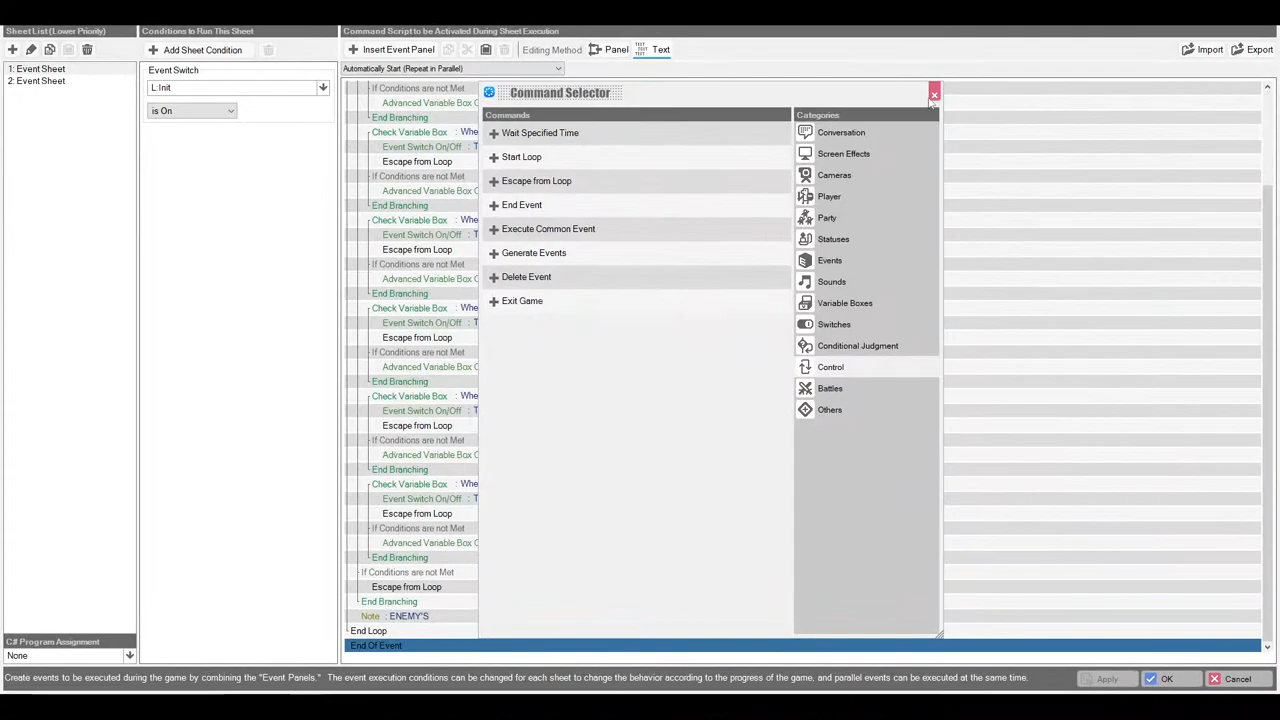 Sheet List (Lower Priority)
Conditions to Run This Sheet
Command Script to be Activated During Sheet Execution
Add Sheet Condition
Insert Event Panel
Editing Method:
Panel
Text
Import
Export
1: Event Sheet
2: Event Sheet
Event Switch
L:Init
is On
Automatically Start (Repeat in Parallel)
If Conditions are not Met
Advanced Variable Box
End Branching
Check Variable Box : Whe
Event Switch On/Off :
Escape from Loop
If Conditions are not Met
Advanced Variable Box
End Branching
Check Variable Box : Whe
Event Switch On/Off :
Escape from Loop
If Conditions are not Met
Advanced Variable Box
End Branching
Check Variable Box : Whe
Event Switch On/Off :
Escape from Loop
If Conditions are not Met
Advanced Variable Box
End Branching
Check Variable Box : Whe
Event Switch On/Off :
Escape from Loop
If Conditions are not Met
Advanced Variable Box
End Branching
Check Variable Box : Whe
Event Switch On/Off :
Escape from Loop
If Conditions are not Met
Advanced Variable Box
End Branching
If Conditions are not Met
Escape from Loop
End Branching
Note : ENEMY'S
End Loop
End Of Event
Command Selector
Commands
Wait Specified Time
Start Loop
Escape from Loop
End Event
Execute Common Event
Generate Events
Delete Event
Exit Game
Categories
Conversation
Screen Effects
Cameras
Player
Party
Statuses
Events
Sounds
Variable Boxes
Switches
Conditional Judgment
Control
Battles
Others
C# Program Assignment
None
Create events to be executed during the game by combining the "Event Panels." The event execution conditions can be changed for each sheet to change the behavior according to the progress of the game, and parallel events can be executed at the same time.
Apply
OK
Cancel